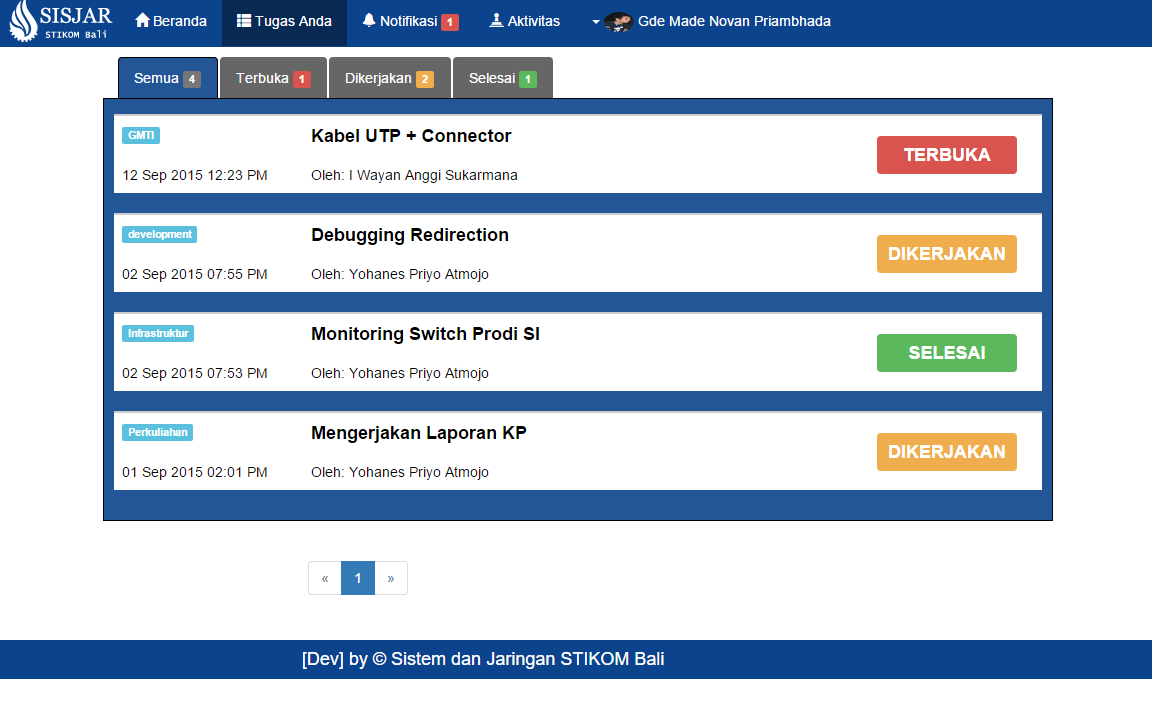 SISJAR
STIKOM Bali
Beranda
Tugas Anda
Notifikasi 1
Aktivitas
Gde Made Novan Priambhada
Semua 4
Terbuka 1
Dikerjakan 2
Selesai 1
GMTI
Kabel UTP + Connector
TERBUKA
12 Sep 2015 12:23 PM
Oleh: I Wayan Anggi Sukarmana
development
Debugging Redirection
DIKERJAKAN
02 Sep 2015 07:55 PM
Oleh: Yohanes Priyo Atmojo
Infrastruktur
Monitoring Switch Prodi SI
SELESAI
02 Sep 2015 07:53 PM
Oleh: Yohanes Priyo Atmojo
Perkuliahan
Mengerjakan Laporan KP
DIKERJAKAN
01 Sep 2015 02:01 PM
Oleh: Yohanes Priyo Atmojo
« 1 »
[Dev] by © Sistem dan Jaringan STIKOM Bali